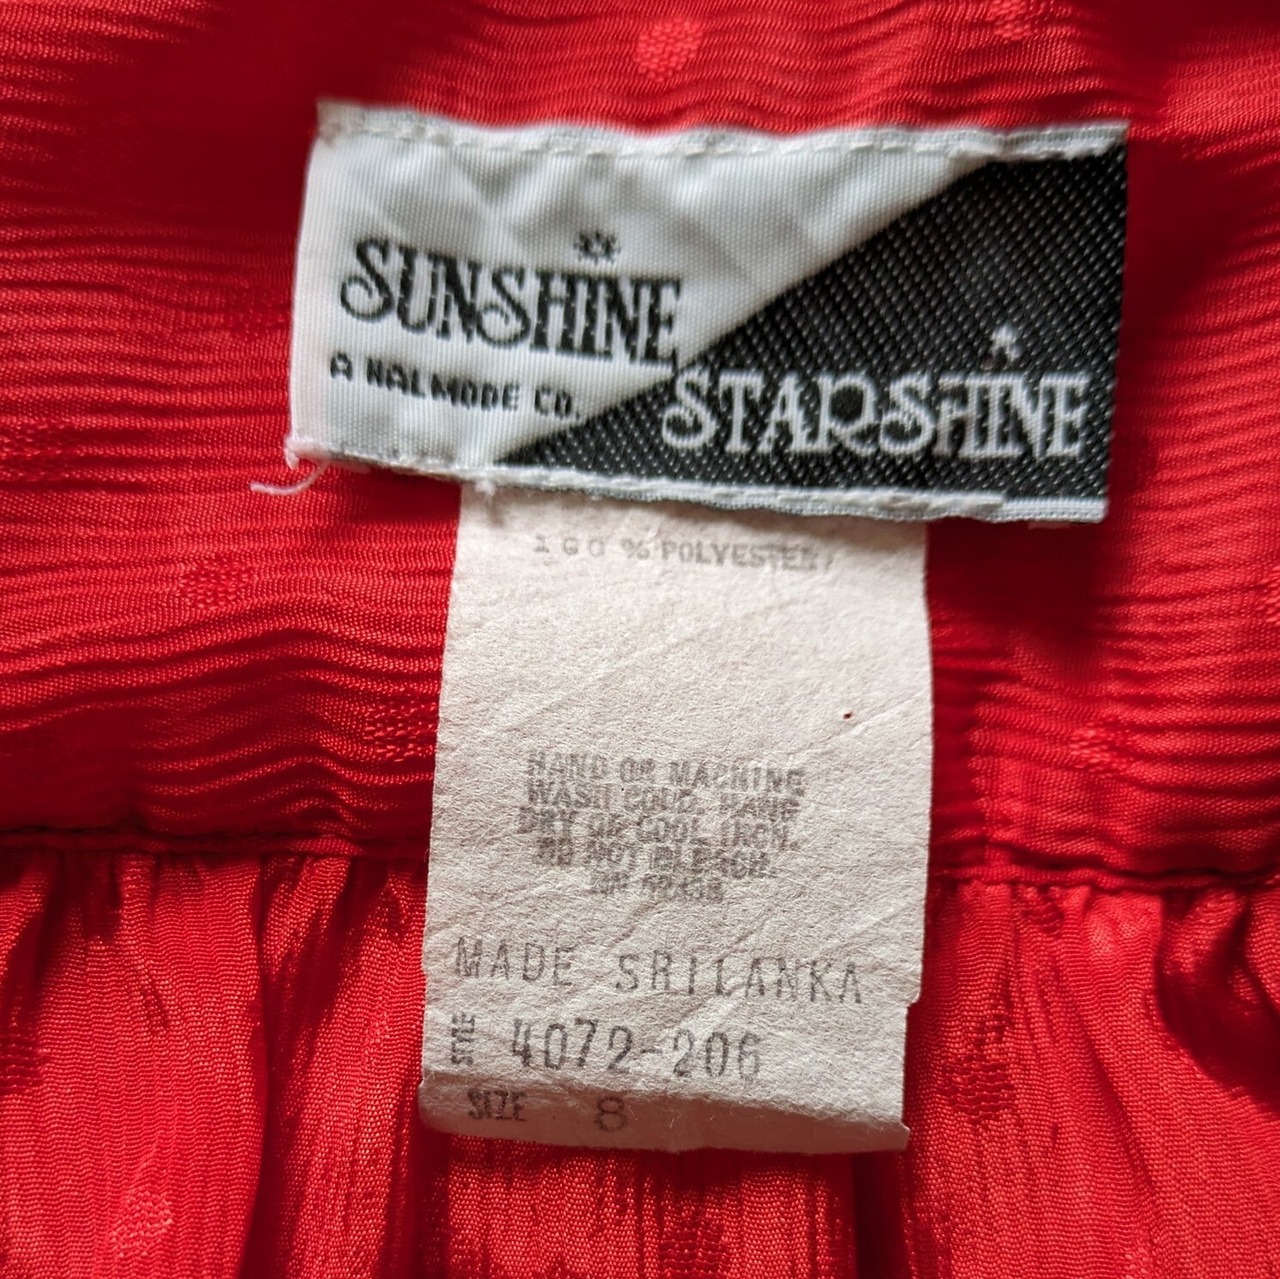 SUNSHINE
A HALMODE CO.
STARSHINE
100% POLYESTER
HAND OR MACHINE
WASH COLD. HANG
DRY OR COOL IRON.
DO NOT BLEACH.
RN
MADE SRILANKA
STYLE 4072-206
SIZE 8